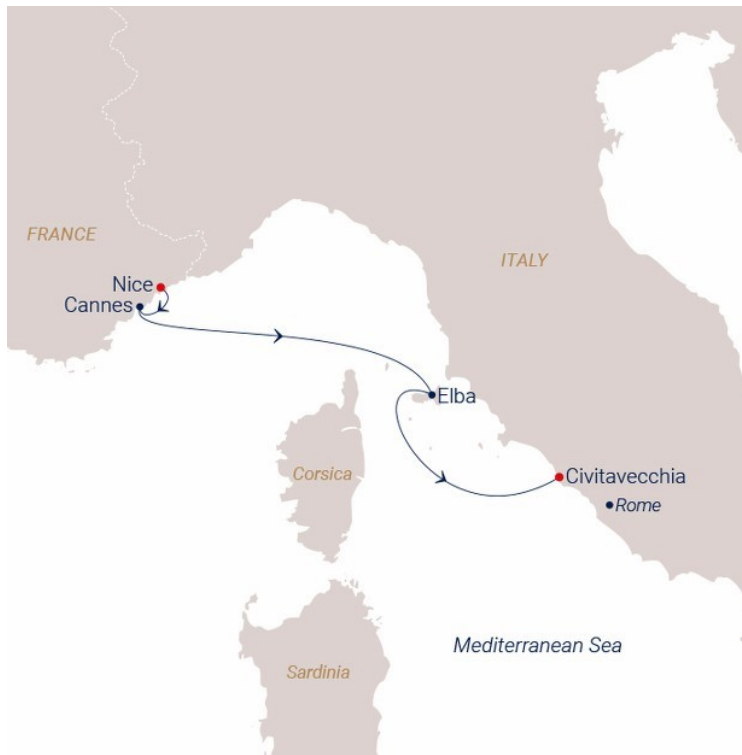 FRANCE
ITALY
Nice
Cannes
Elba
Corsica
Civitavecchia
Rome
Mediterranean Sea
Sardinia